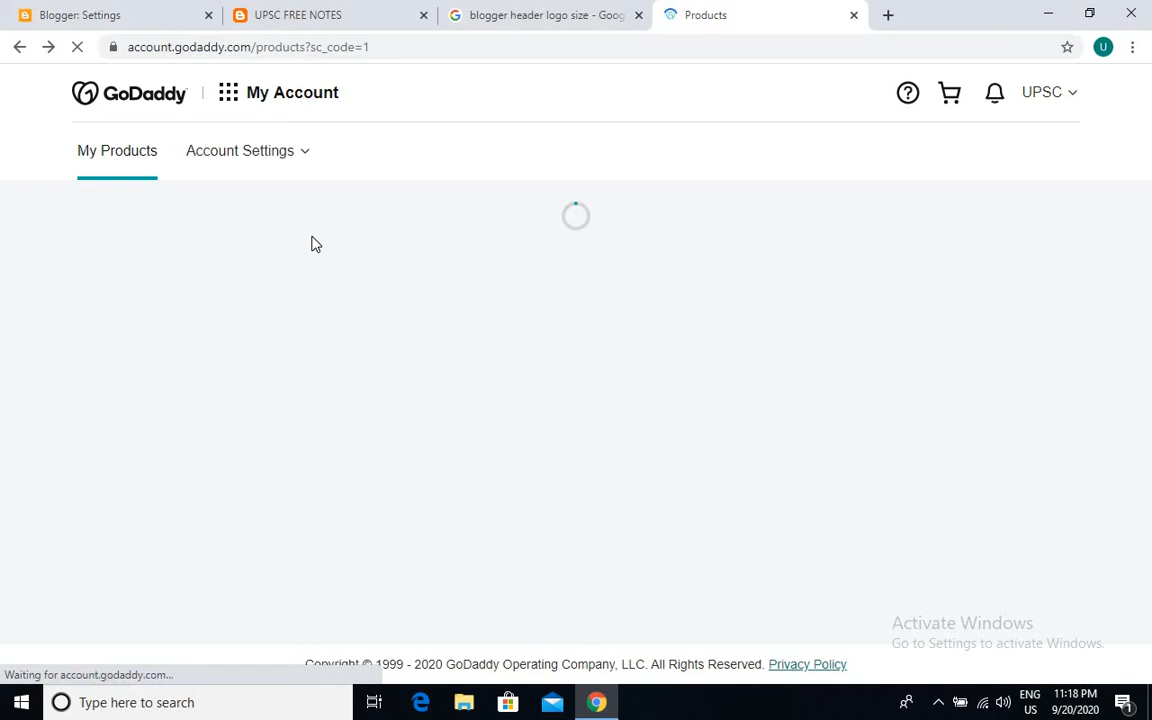 Blogger: Settings
UPSC FREE NOTES
blogger header logo size - Goog
Products
account.godaddy.com/products?sc_code=1
U
GoDaddy
My Account
UPSC
My Products
Account Settings
Activate Windows
Go to Settings to activate Windows.
Copyright © 1999 - 2020 GoDaddy Operating Company, LLC. All Rights Reserved. Privacy Policy
Waiting for account.godaddy.com...
Type here to search
ENG
US
11:18 PM
9/20/2020
1